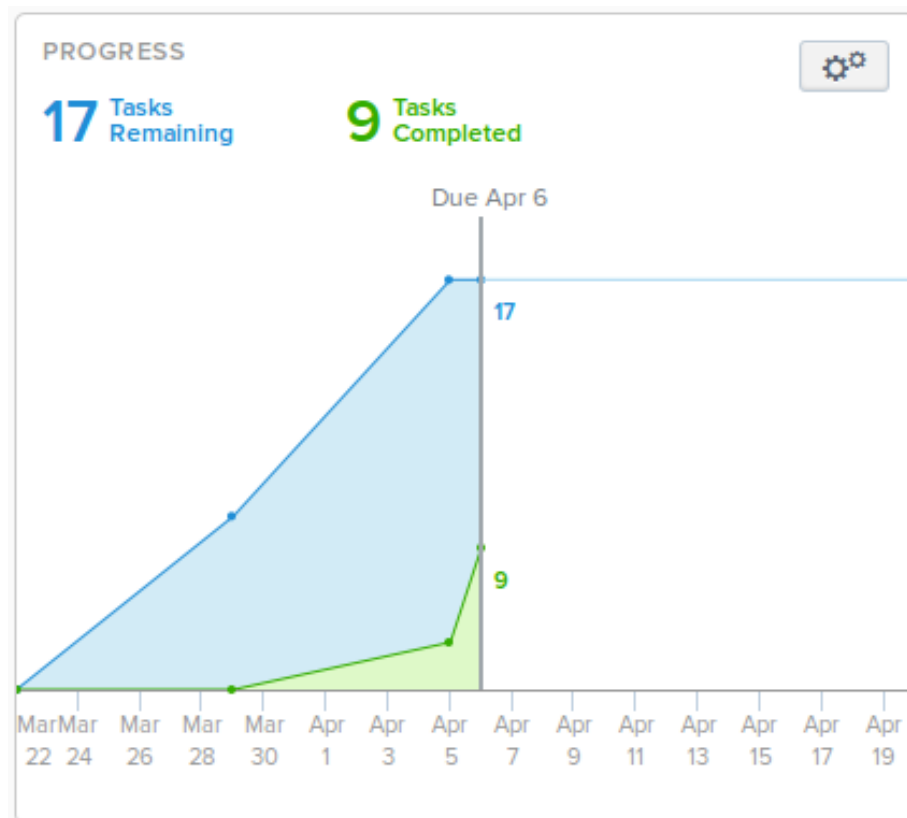 PROGRESS
17 Tasks Remaining
9 Tasks Completed
Due Apr 6
17
9
Mar 22
Mar 24
Mar 26
Mar 28
Mar 30
Apr 1
Apr 3
Apr 5
Apr 7
Apr 9
Apr 11
Apr 13
Apr 15
Apr 17
Apr 19